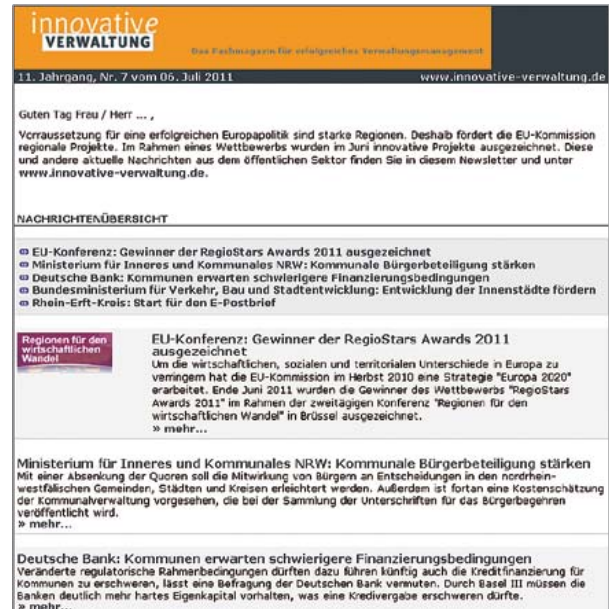 innovative
VERWALTUNG
Das Fachmagazin für erfolgreiches Verwaltungsmanagement
11. Jahrgang, Nr. 7 vom 06. Juli 2011 www.innovative-verwaltung.de
Guten Tag Frau / Herr ... ,
Vorraussetzung für eine erfolgreichen Europapolitik sind starke Regionen. Deshalb fördert die EU-Kommission
regionale Projekte. Im Rahmen eines Wettbewerbs wurden im Juni innovative Projekte ausgezeichnet. Diese
und andere aktuelle Nachrichten aus dem öffentlichen Sektor finden Sie in diesem Newsletter und unter
www.innovative-verwaltung.de.
NACHRICHTENÜBERSICHT
EU-Konferenz: Gewinner der RegioStars Awards 2011 ausgezeichnet
Ministerium für Inneres und Kommunales NRW: Kommunale Bürgerbeteiligung stärken
Deutsche Bank: Kommunen erwarten schwierigere Finanzierungsbedingungen
Bundesministerium für Verkehr, Bau und Stadtentwicklung: Entwicklung der Innenstädte fördern
Rhein-Erft-Kreis: Start für den E-Postbrief
Regionen für den
wirtschaftlichen
Wandel
EU-Konferenz: Gewinner der RegioStars Awards 2011
ausgezeichnet
Um die wirtschaftlichen, sozialen und territorialen Unterschiede in Europa zu
verringern hat die EU-Kommission im Herbst 2010 eine Strategie "Europa 2020"
erarbeitet. Ende Juni 2011 wurden die Gewinner des Wettbewerbs "RegioStars
Awards 2011" im Rahmen der zweitägigen Konferenz "Regionen für den
wirtschaftlichen Wandel" in Brüssel ausgezeichnet.
» mehr...
Ministerium für Inneres und Kommunales NRW: Kommunale Bürgerbeteiligung stärken
Mit einer Absenkung der Quoren soll die Mitwirkung von Bürgern an Entscheidungen in den nordrhein-
westfälischen Gemeinden, Städten und Kreisen erleichtert werden. Außerdem ist fortan eine Kostenschätzung
der Kommunalverwaltung vorgesehen, die bei der Sammlung der Unterschriften für das Bürgerbegehren
veröffentlicht wird.
» mehr...
Deutsche Bank: Kommunen erwarten schwierigere Finanzierungsbedingungen
Veränderte regulatorische Rahmenbedingungen dürften dazu führen künftig auch die Kreditfinanzierung für
Kommunen zu erschweren, lässt eine Befragung der Deutschen Bank vermuten. Durch Basel III müssen die
Banken deutlich mehr hartes Eigenkapital vorhalten, was eine Kredivergabe erschweren dürfte.
» mehr...